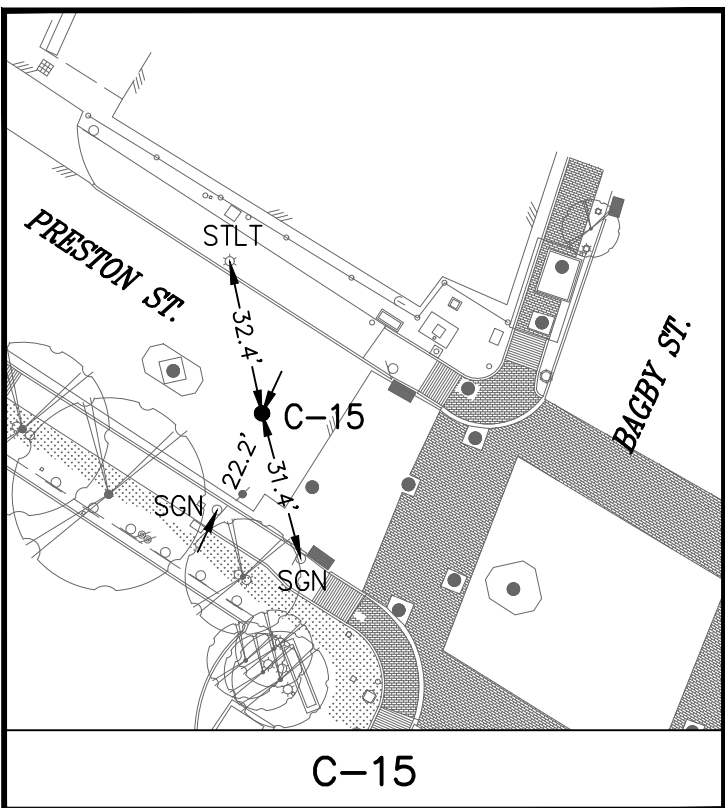 PRESTON ST.
STLT
32.4'
BAGBY ST.
C-15
22.2'
31.4'
SGN
SGN
C-15